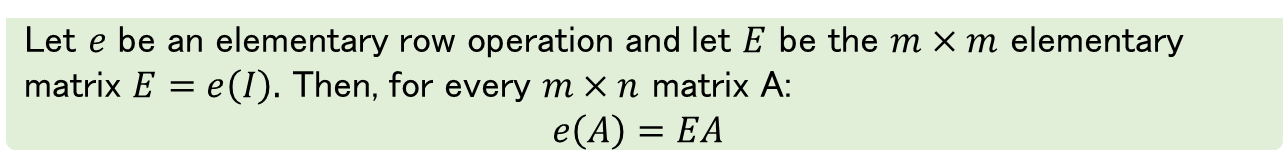 Let e be an elementary row operation and let E be the m × m elementary
matrix E = e(I). Then, for every m × n matrix A:
e(A) = EA